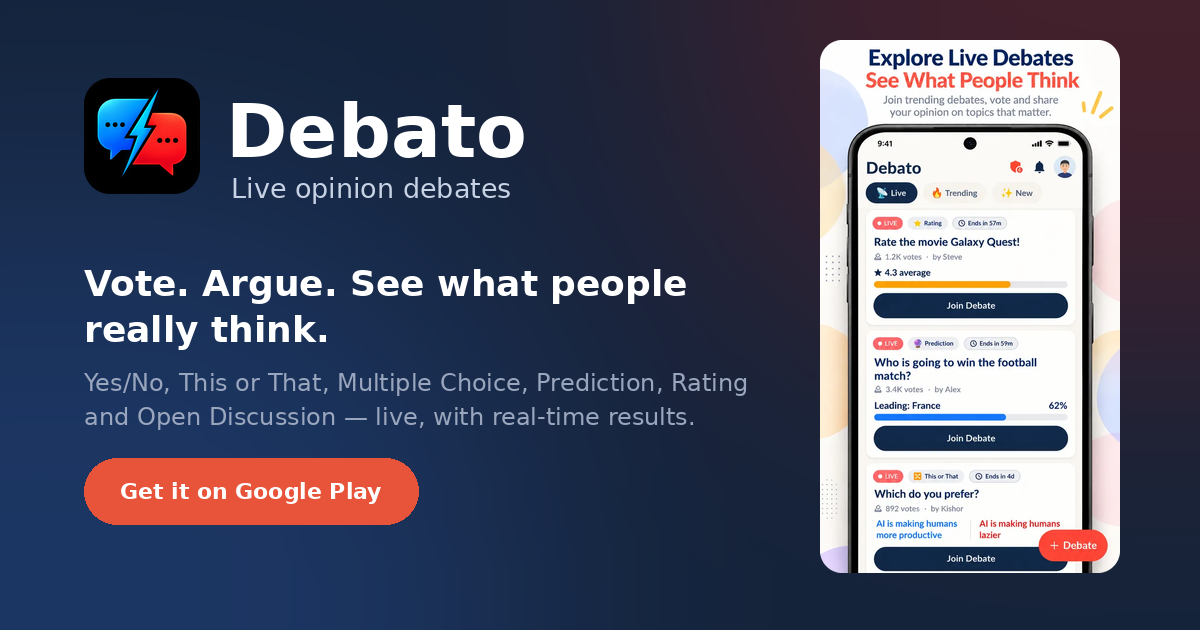 Debato
Live opinion debates
Vote. Argue. See what people
really think.
Yes/No, This or That, Multiple Choice, Prediction, Rating
and Open Discussion — live, with real-time results.
Get it on Google Play
Explore Live Debates
See What People Think
Join trending debates, vote and share
your opinion on topics that matter.
9:41
Debato
Live Trending New
LIVE Rating Ends in 57m
Rate the movie Galaxy Quest!
1.2K votes · by Steve
★ 4.3 average
Join Debate
LIVE Prediction Ends in 59m
Who is going to win the football
match?
3.4K votes · by Alex
Leading: France 62%
Join Debate
LIVE This or That Ends in 4d
Which do you prefer?
892 votes · by Kishor
AI is making humans
more productive
AI is making humans
lazier
+ Debate
Join Debate